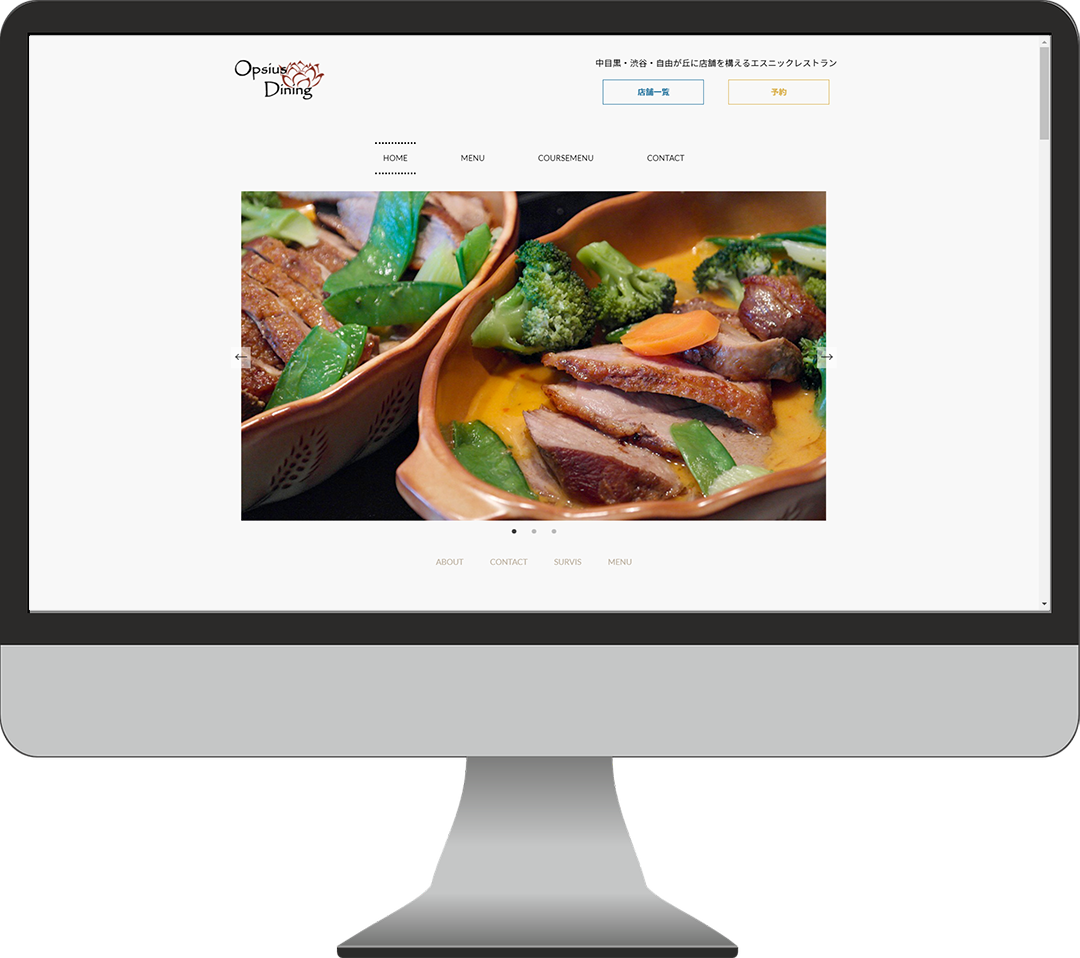 Opsius
Dining
中目黒・渋谷・自由が丘に店舗を構えるエスニックレストラン
店舗一覧
予約
HOME
MENU
COURSEMENU
CONTACT
ABOUT
CONTACT
SURVIS
MENU